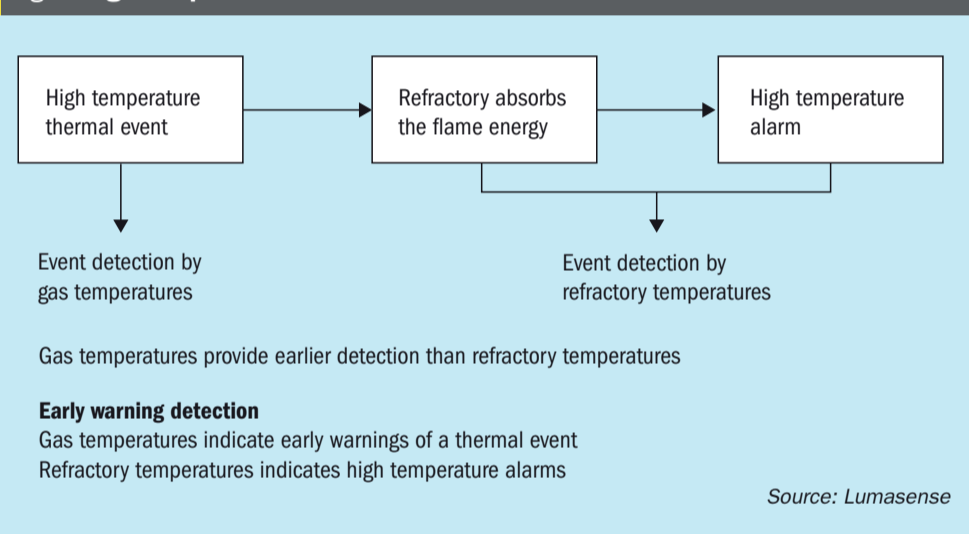 High temperature
thermal event
Refractory absorbs
the flame energy
High temperature
alarm
Event detection by
gas temperatures
Event detection by
refractory temperatures
Gas temperatures provide earlier detection than refractory temperatures
Early warning detection
Gas temperatures indicate early warnings of a thermal event
Refractory temperatures indicates high temperature alarms
Source: Lumasense